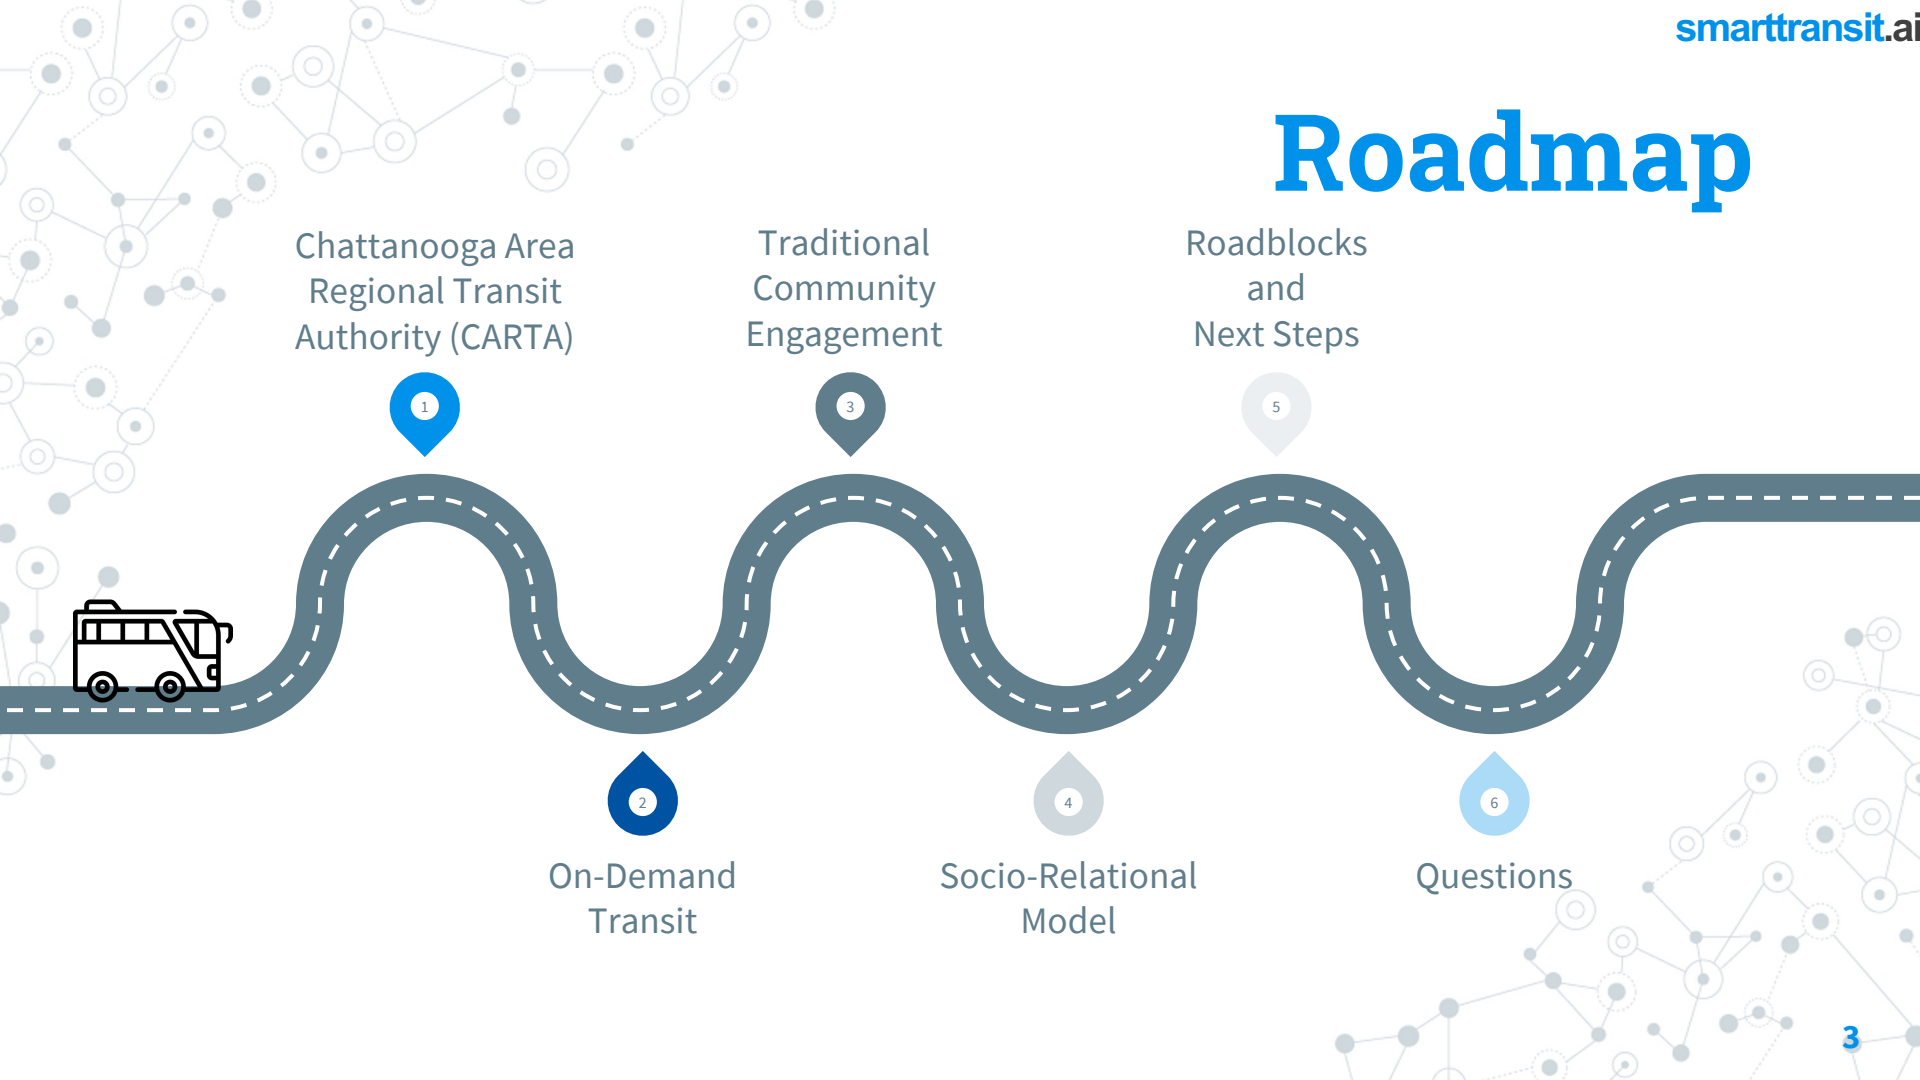 smarttransit.ai
Roadmap
Chattanooga Area
Regional Transit
Authority (CARTA)
1
Traditional
Community
Engagement
3
Roadblocks
and
Next Steps
5
2
On-Demand
Transit
4
Socio-Relational
Model
6
Questions
3